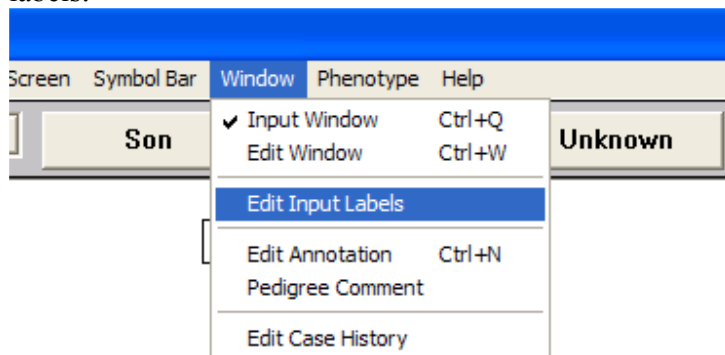 labels.
Screen Symbol Bar Window Phenotype Help
Son Unknown
Input Window Ctrl+Q
Edit Window Ctrl+W
Edit Input Labels
Edit Annotation Ctrl+N
Pedigree Comment
Edit Case History